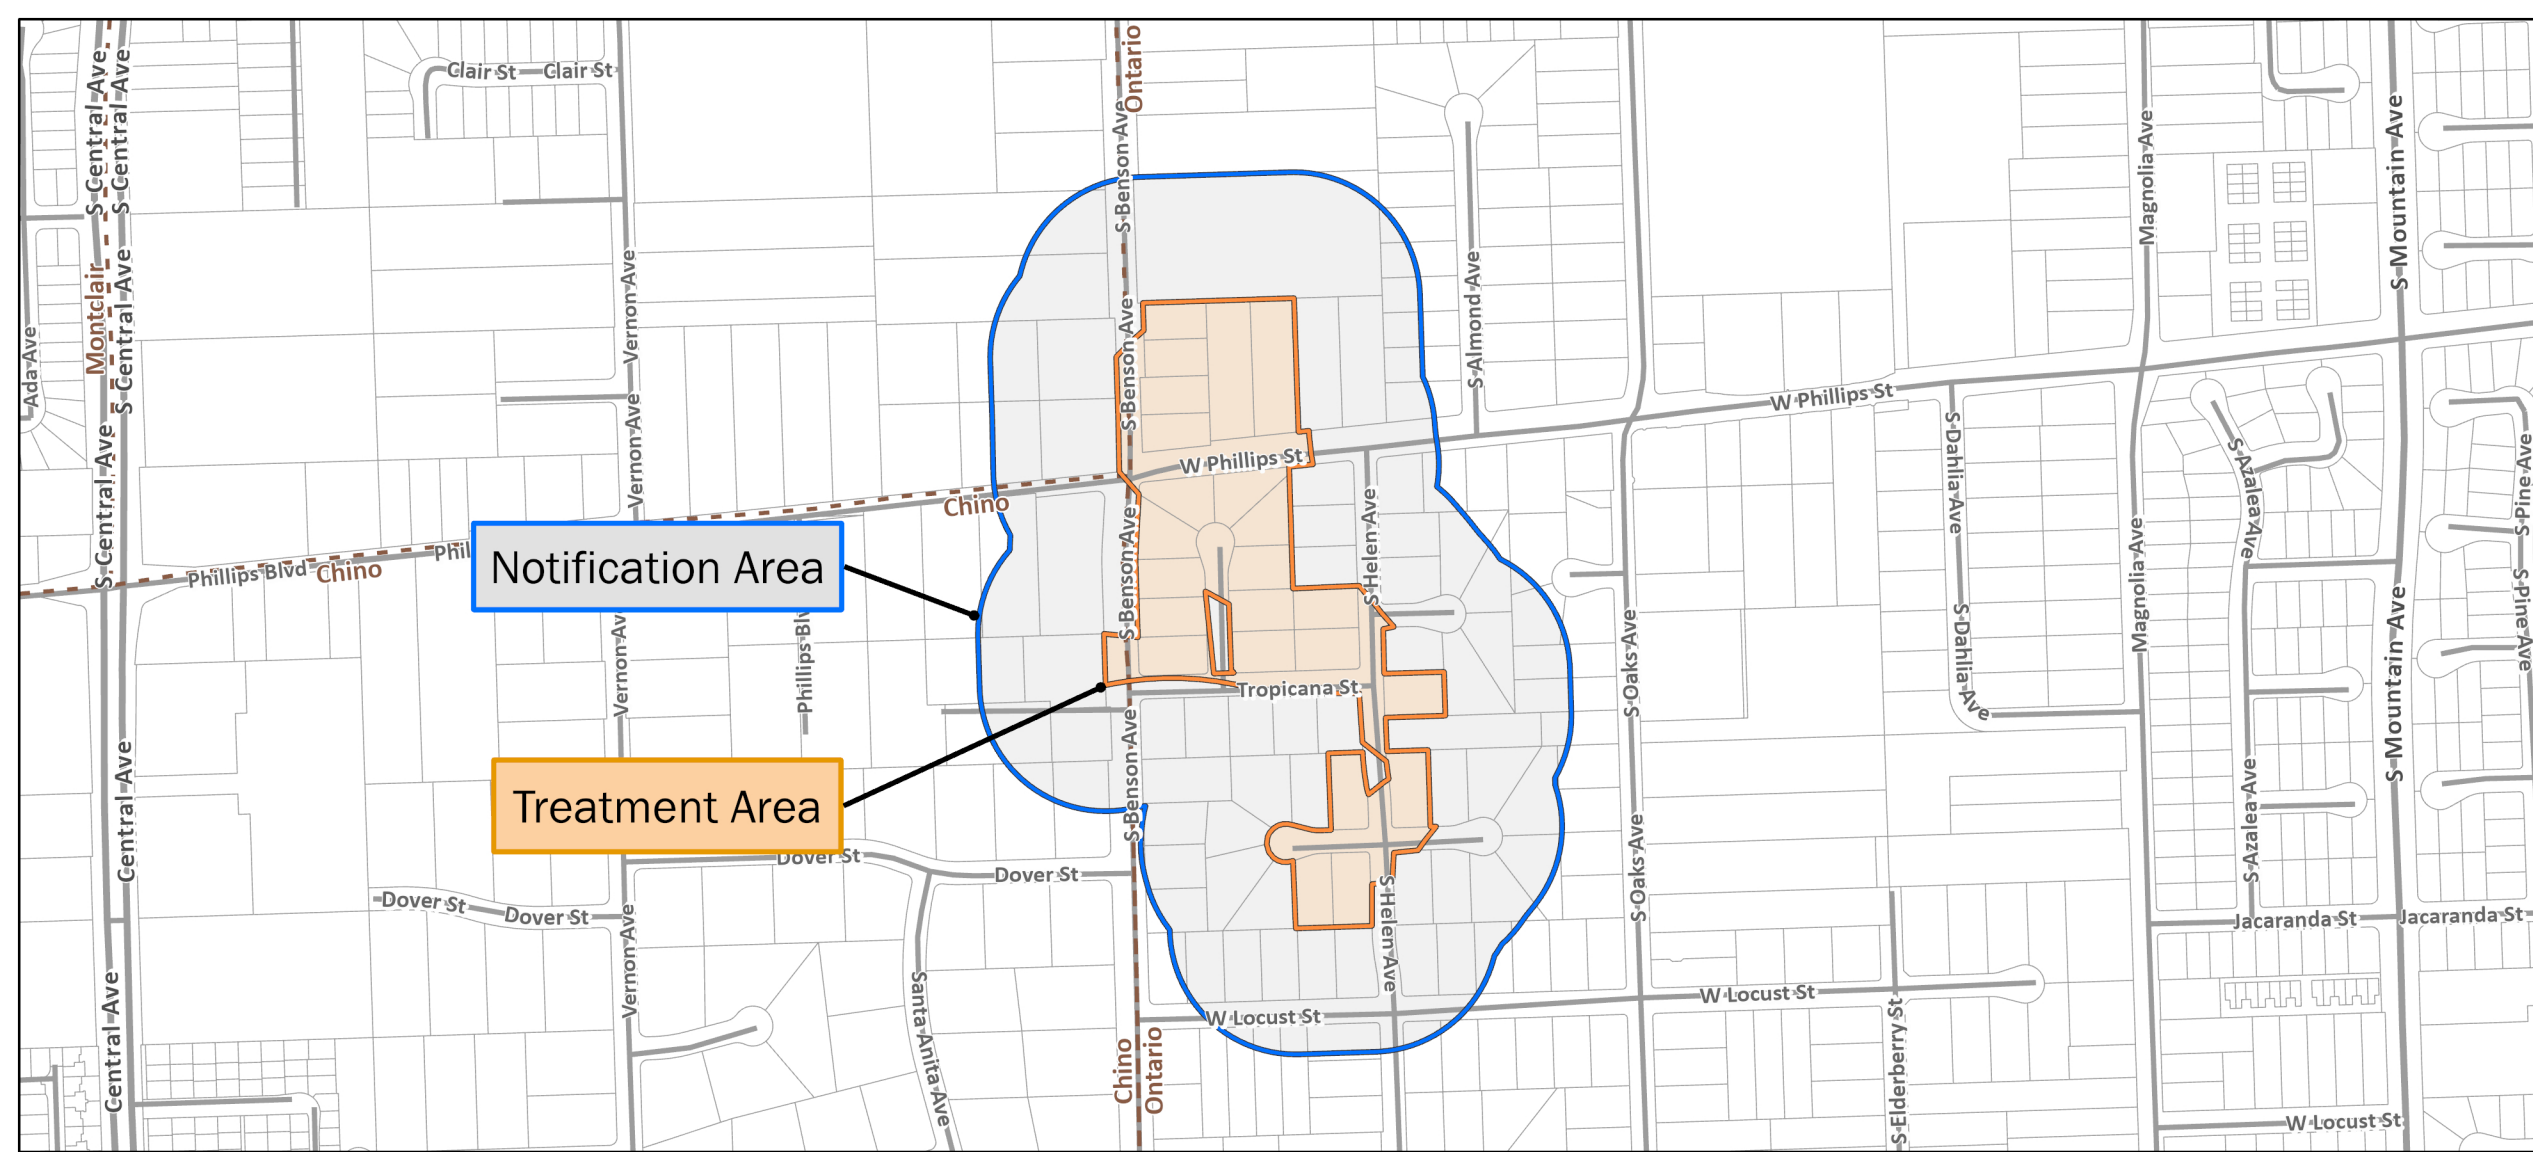 Clair St
Clair St
S Central Ave
S Central Ave
Ontario
S Benson Ave
Magnolia Ave
S Mountain Ave
Montclair
S Central Ave
Vernon Ave
S Benson Ave
S Almond Ave
Ada Ave
W Phillips St
S Central Ave
Vernon Ave
W Phillips St
Chino
S Dahlia Ave
S Azalea Ave
S Pine Ave
S Helen Ave
Phillips Blvd
Chino
Phil
Notification Area
S Benson Ave
Magnolia Ave
S Mountain Ave
S Pine Ave
Vernon Av
Phillips Blv
S Oaks Ave
S Dahlia Ave
Tropicana St
Central Ave
S Benson Ave
Treatment Area
S Oaks Ave
S Azalea Ave
Dover St
Dover St
Dover St
Dover St
S Helen Ave
Jacaranda St
Jacaranda St
Vernon Ave
Santa Anita Ave
Central Ave
W Locust St
W Locust St
S Elderberry St
Chino
Ontario
W Locust St